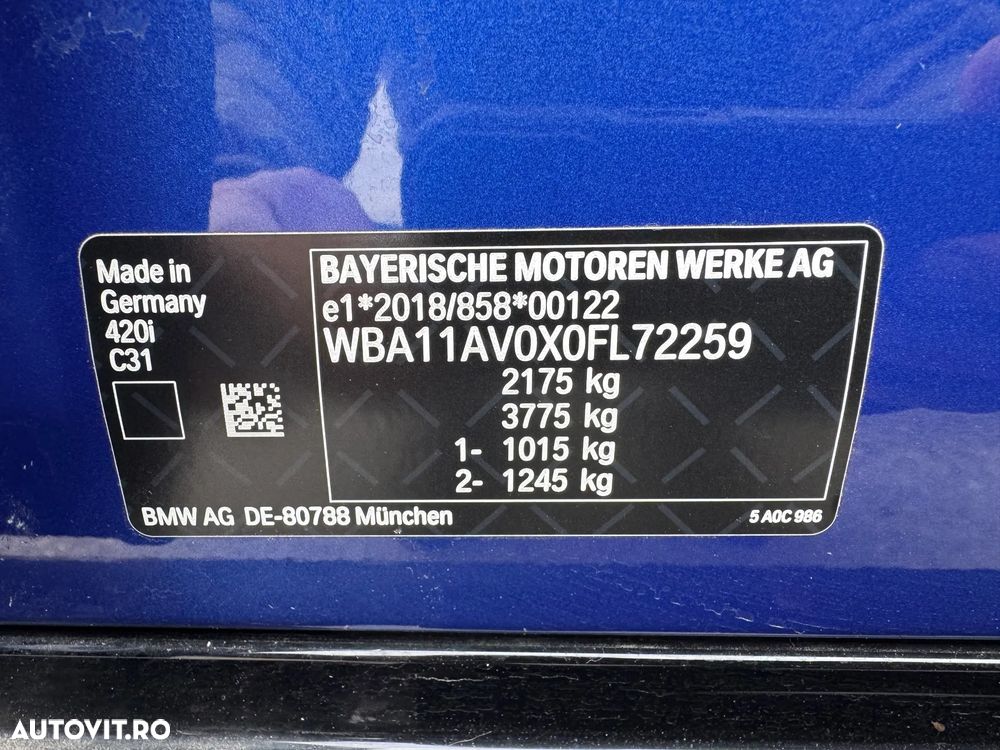 Made in
Germany
420i
C31
BAYERISCHE MOTOREN WERKE AG
e1*2018/858*00122
WBA11AV0X0FL72259
2175 kg
3775 kg
1- 1015 kg
2- 1245 kg
BMW AG DE-80788 München
5 A0C 986
AUTOVIT.RO